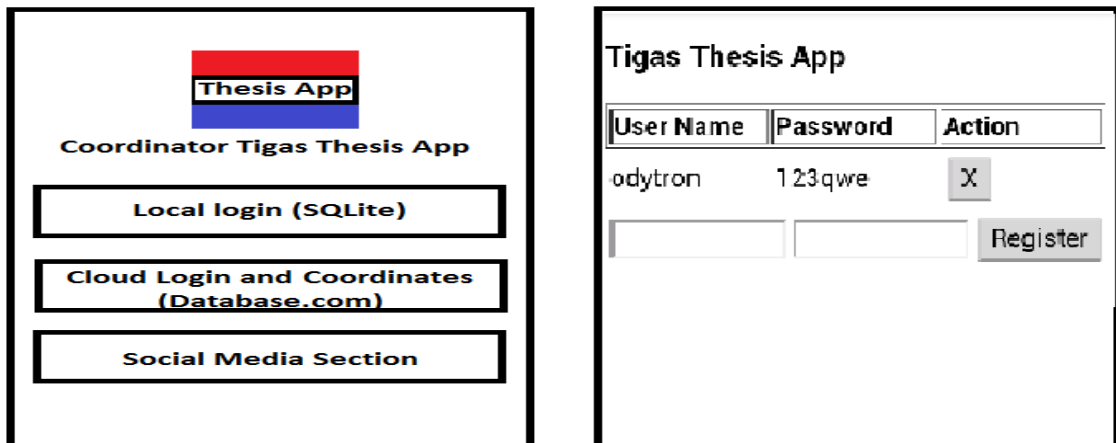 Thesis App
Coordinator Tigas Thesis App
Local login (SQLite)
Cloud Login and Coordinates
(Database.com)
Social Media Section
Tigas Thesis App
User Name Password Action
odytron 123qwe X
Register